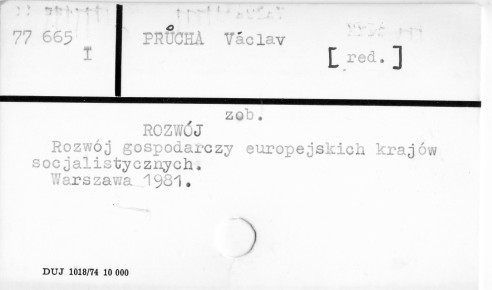 77 665
I
PRŮCHA Václav
[red.]
zob.
ROZWÓJ
Rozwój gospodarczy europejskich krajów
socjalistycznych.
Warszawa 1981.
DUJ 1018/74 10 000